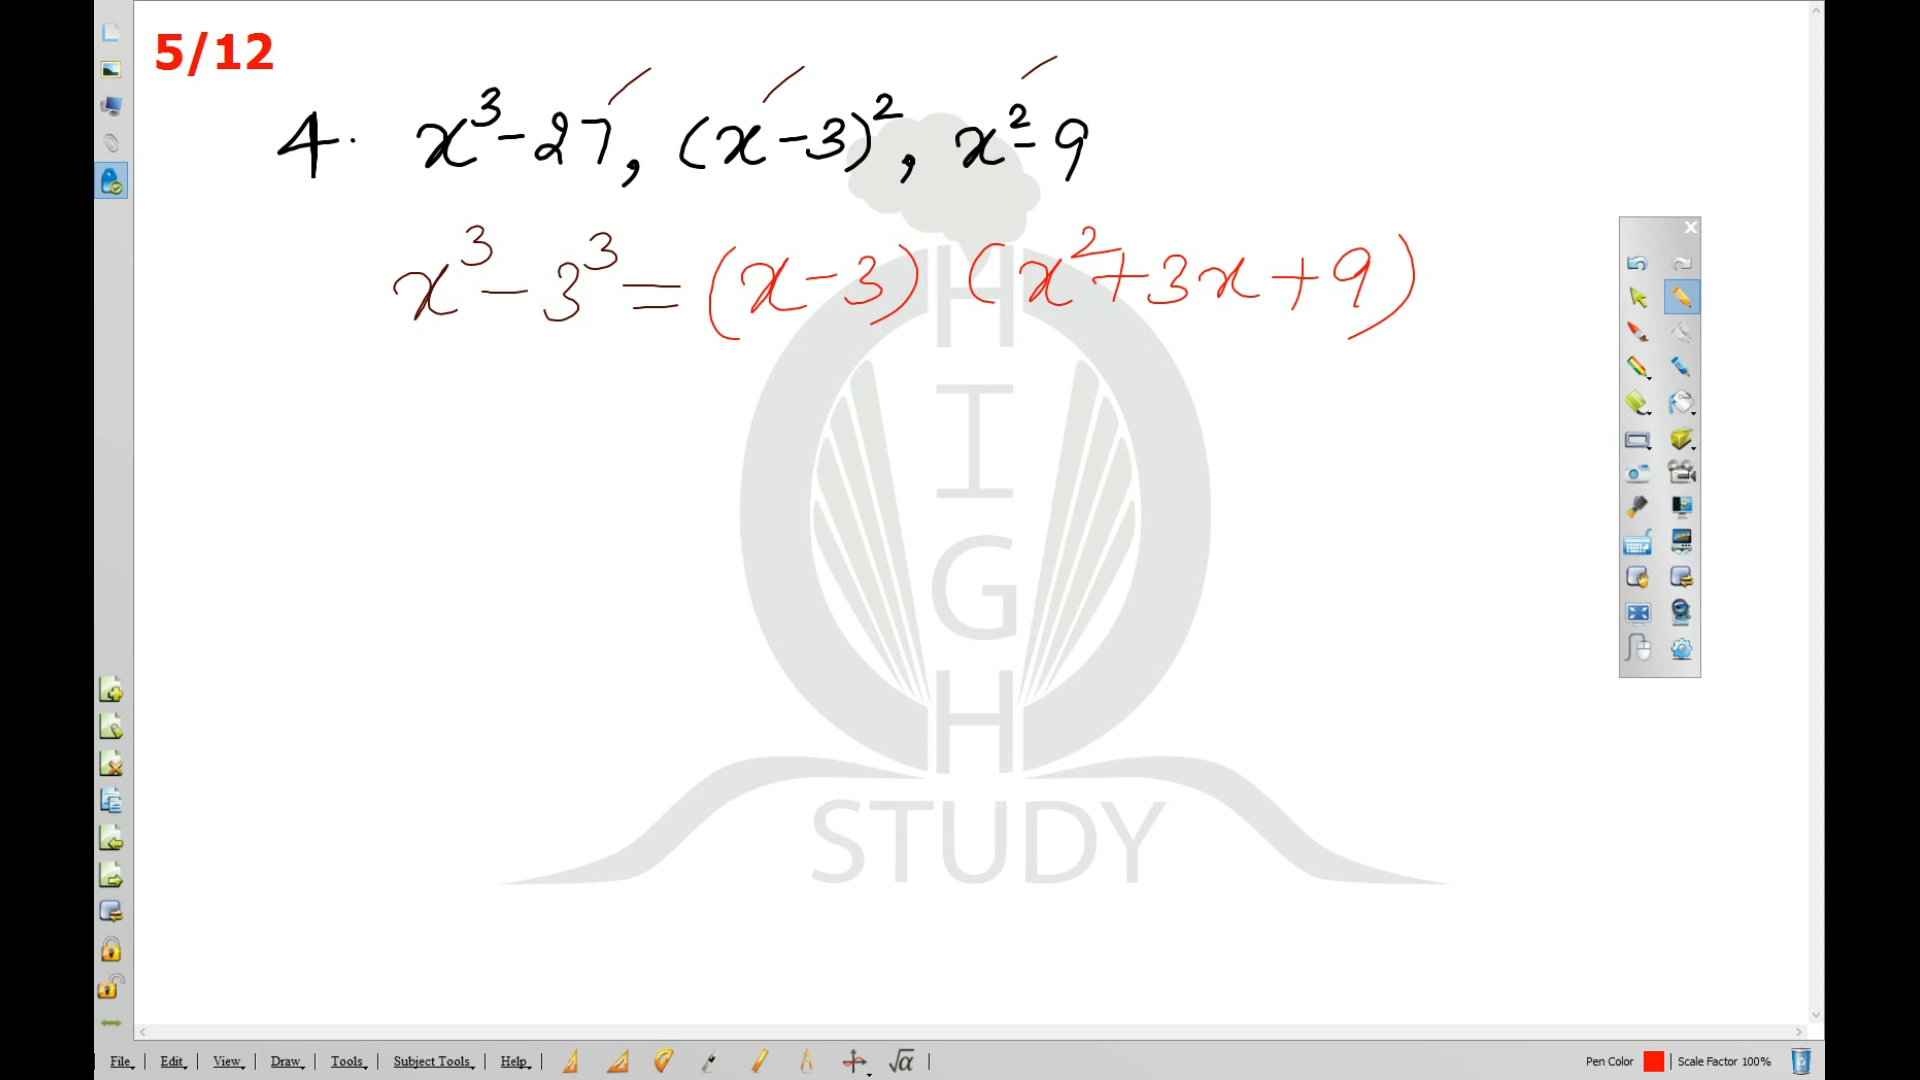 5/12
4. x³-27, (x-3)², x²-9
x³-3³=(x-3) (x²+3x+9)
H
I
G
H
STUDY
File Edit View Draw Tools Subject Tools Help √α Pen Color Scale Factor 100%